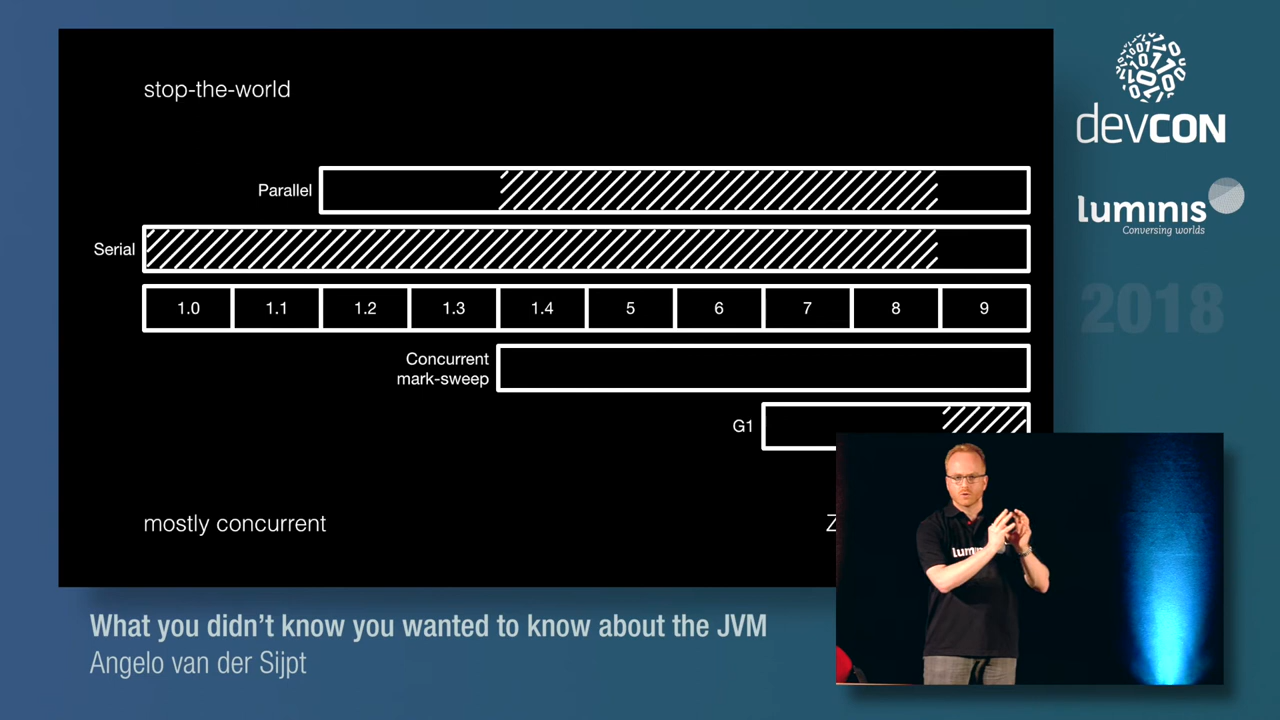 stop-the-world
Parallel
Serial
1.0 1.1 1.2 1.3 1.4 5 6 7 8 9
Concurrent
mark-sweep
G1
mostly concurrent
What you didn't know you wanted to know about the JVM
Angelo van der Sijpt
devCON
luminis
Conversing worlds
2018